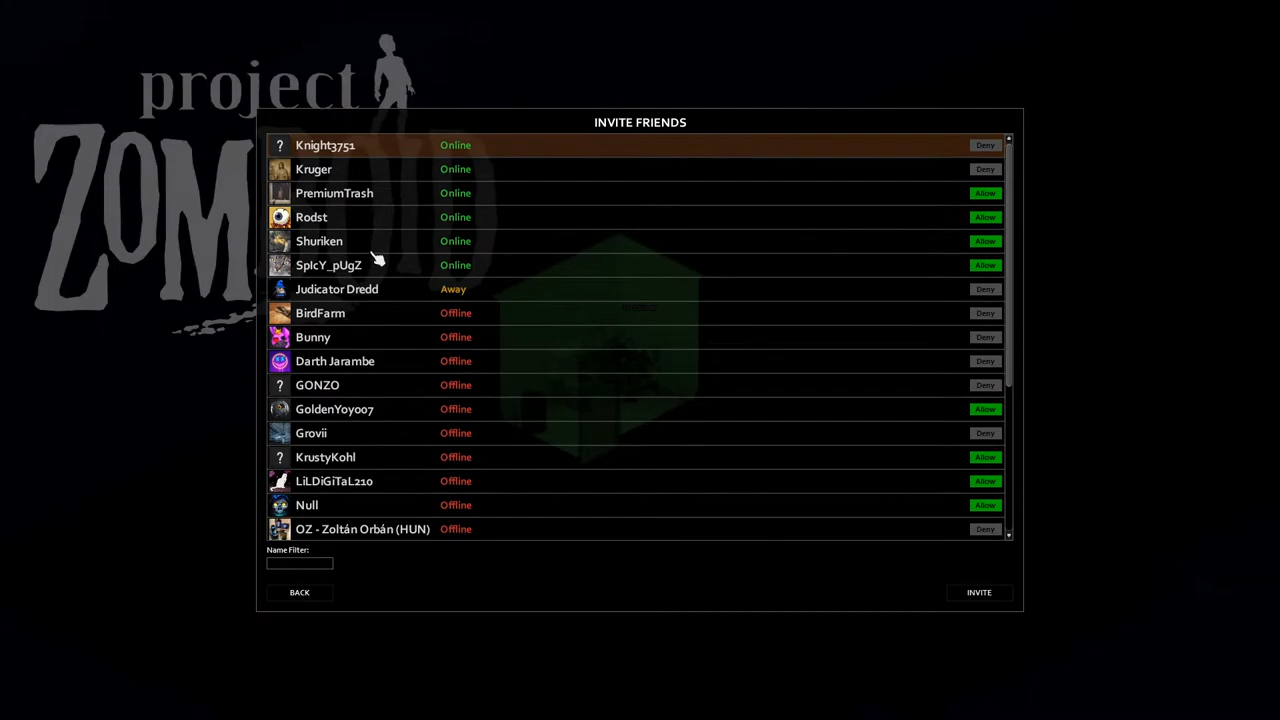 project
ZOMBOID
INVITE FRIENDS
? Knight3751 Online Deny
Kruger Online Deny
PremiumTrash Online Allow
Rodst Online Allow
Shuriken Online Allow
SpIcY_pUgZ Online Allow
Judicator Dredd Away Deny
BirdFarm Offline Deny
Bunny Offline Deny
Darth Jarambe Offline Deny
? GONZO Offline Deny
GoldenYoyo07 Offline Allow
Grovii Offline Deny
? KrustyKohl Offline Allow
LiLDiGiTaL210 Offline Allow
Null Offline Allow
OZ - Zoltán Orbán (HUN) Offline Deny
Name Filter:
BACK INVITE